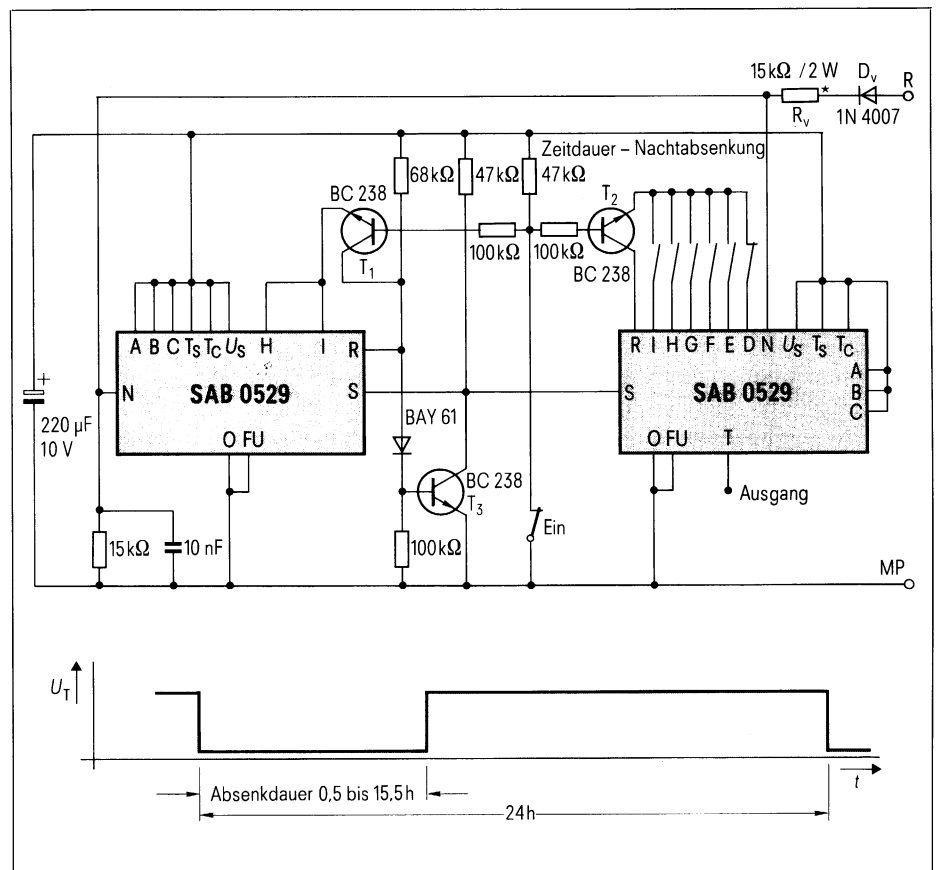 15kΩ /2 W
Dv
R
*
Rv
1N 4007
Zeitdauer – Nachtabsenkung
68kΩ
47kΩ
47kΩ
BC 238
T1
100kΩ
100kΩ
T2
BC 238
A B C TS TC US H I
R
N
SAB 0529
S
O FU
R I H G F E D N US TS TC
A
B
C
S
SAB 0529
O FU T
+
220 µF
10 V
BAY 61
BC 238
T3
Ausgang
Ein
15kΩ
10 nF
100kΩ
MP
UT
t
Absenkdauer 0,5 bis 15,5h
24h